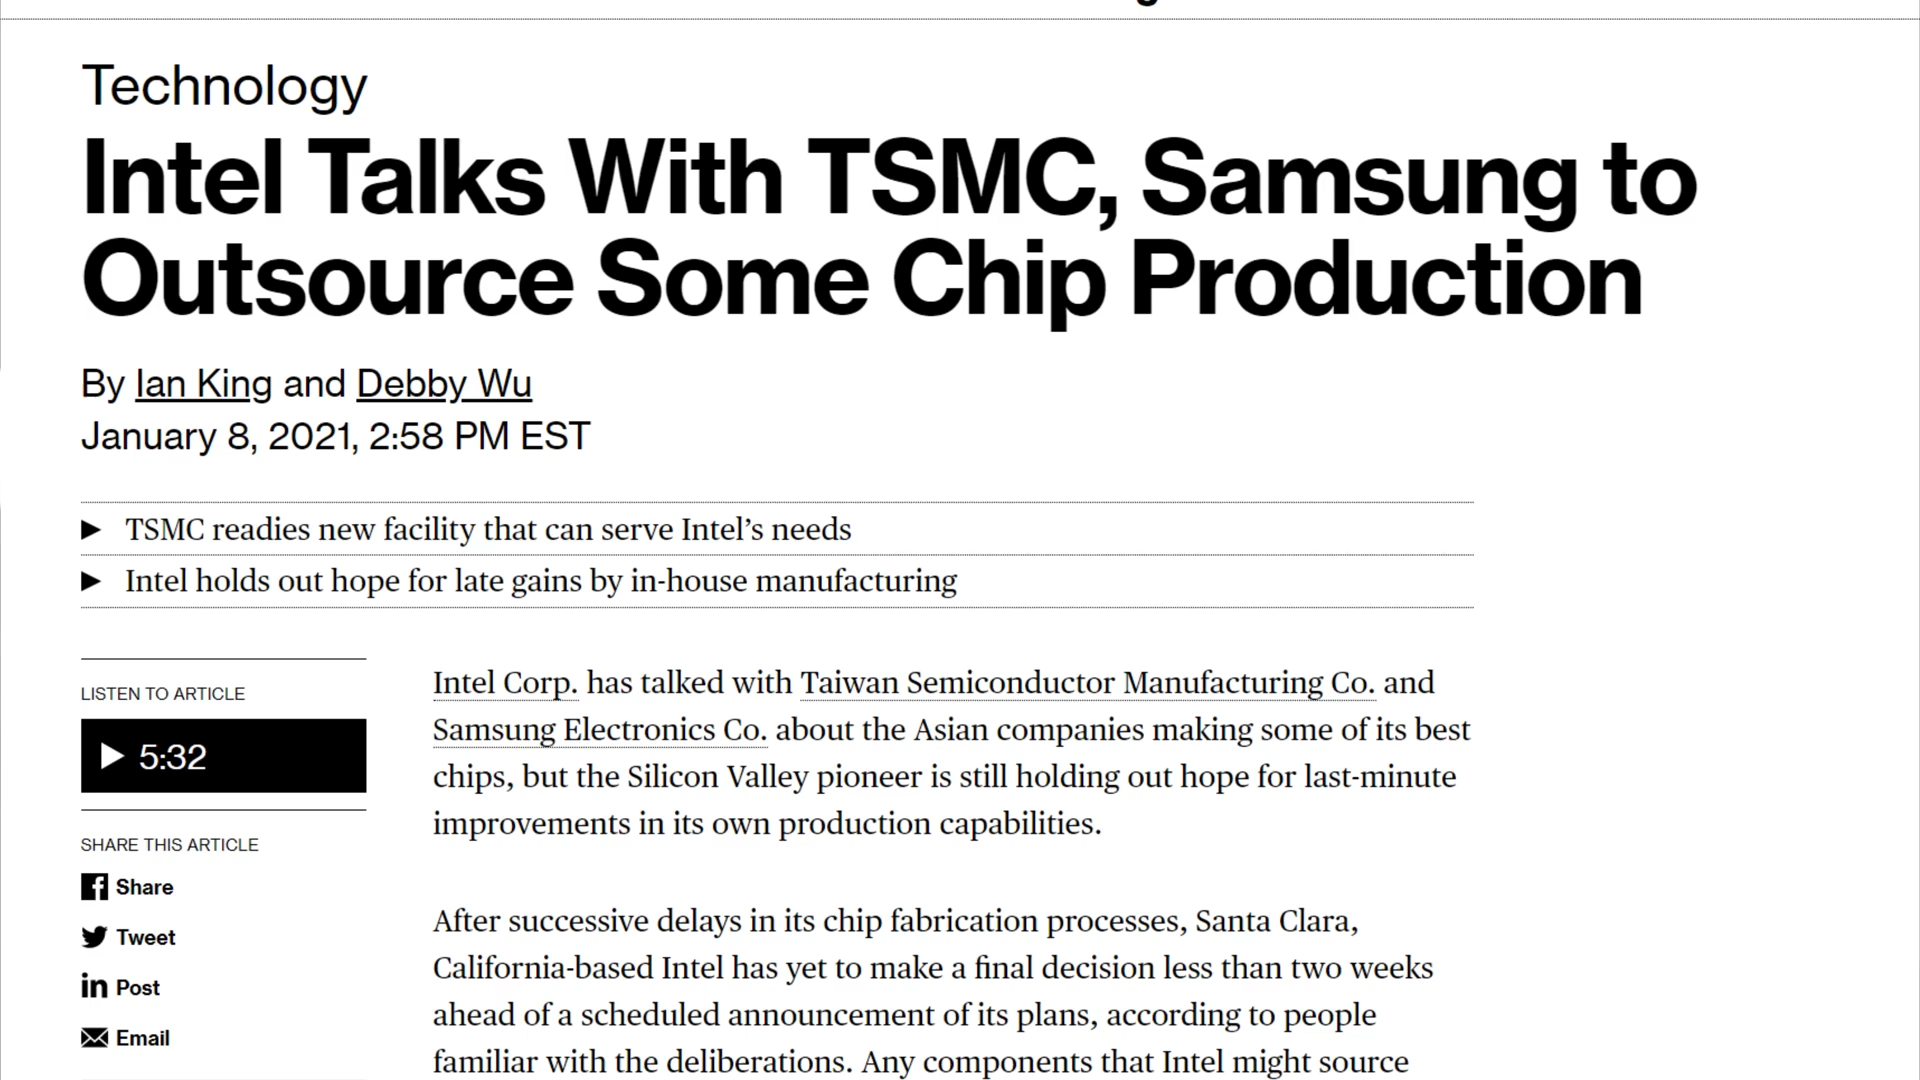 Technology
Intel Talks With TSMC, Samsung to
Outsource Some Chip Production
By Ian King and Debby Wu
January 8, 2021, 2:58 PM EST
TSMC readies new facility that can serve Intel’s needs
Intel holds out hope for late gains by in-house manufacturing
LISTEN TO ARTICLE
5:32
SHARE THIS ARTICLE
Share
Tweet
Post
Email
Intel Corp. has talked with Taiwan Semiconductor Manufacturing Co. and
Samsung Electronics Co. about the Asian companies making some of its best
chips, but the Silicon Valley pioneer is still holding out hope for last-minute
improvements in its own production capabilities.
After successive delays in its chip fabrication processes, Santa Clara,
California-based Intel has yet to make a final decision less than two weeks
ahead of a scheduled announcement of its plans, according to people
familiar with the deliberations. Any components that Intel might source